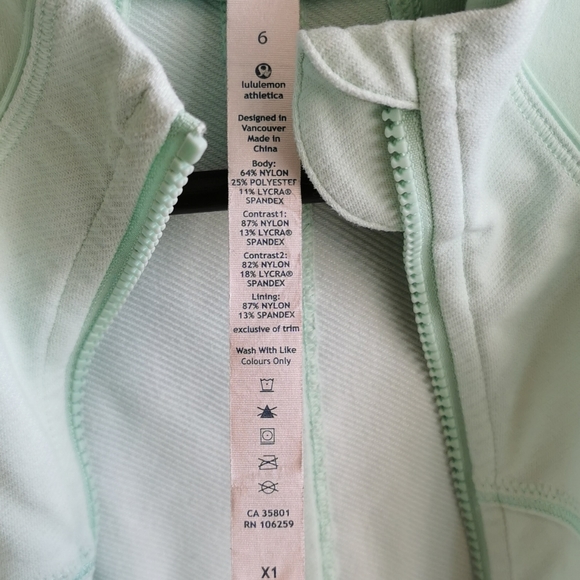 6
lululemon
athletica
Designed in
Vancouver
Made in
China
Body:
64% NYLON
25% POLYESTER
11% LYCRA®
SPANDEX
Contrast1:
87% NYLON
13% LYCRA®
SPANDEX
Contrast2:
82% NYLON
18% LYCRA®
SPANDEX
Lining:
87% NYLON
13% SPANDEX
exclusive of trim
Wash With Like
Colours Only
CA 35801
RN 106259
X1